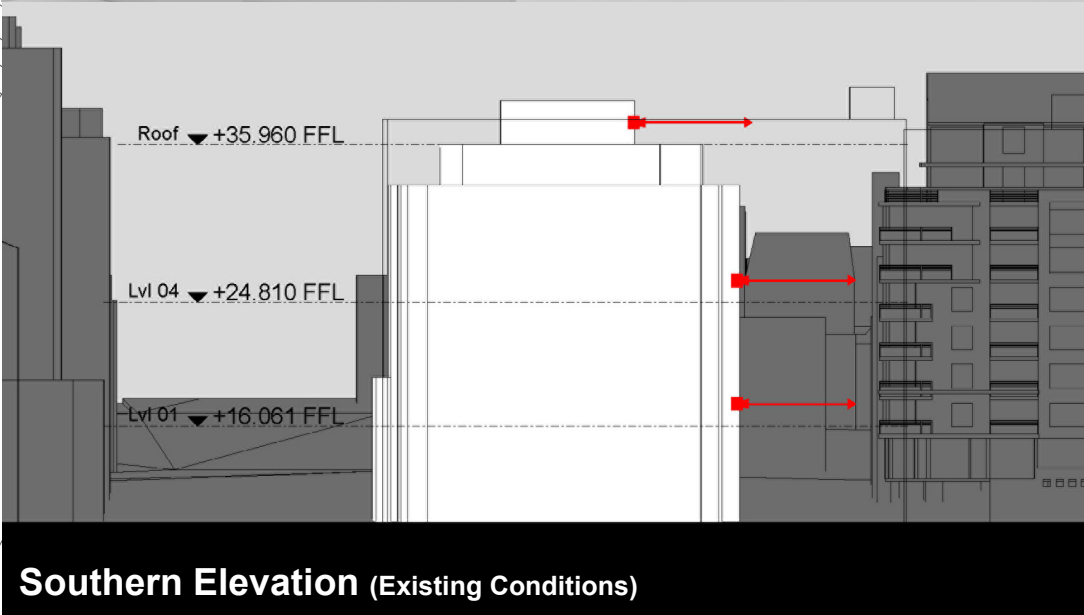 Roof +35.960 FFL
Lvl 04 +24.810 FFL
Lvl 01 +16.061 FFL
Southern Elevation (Existing Conditions)